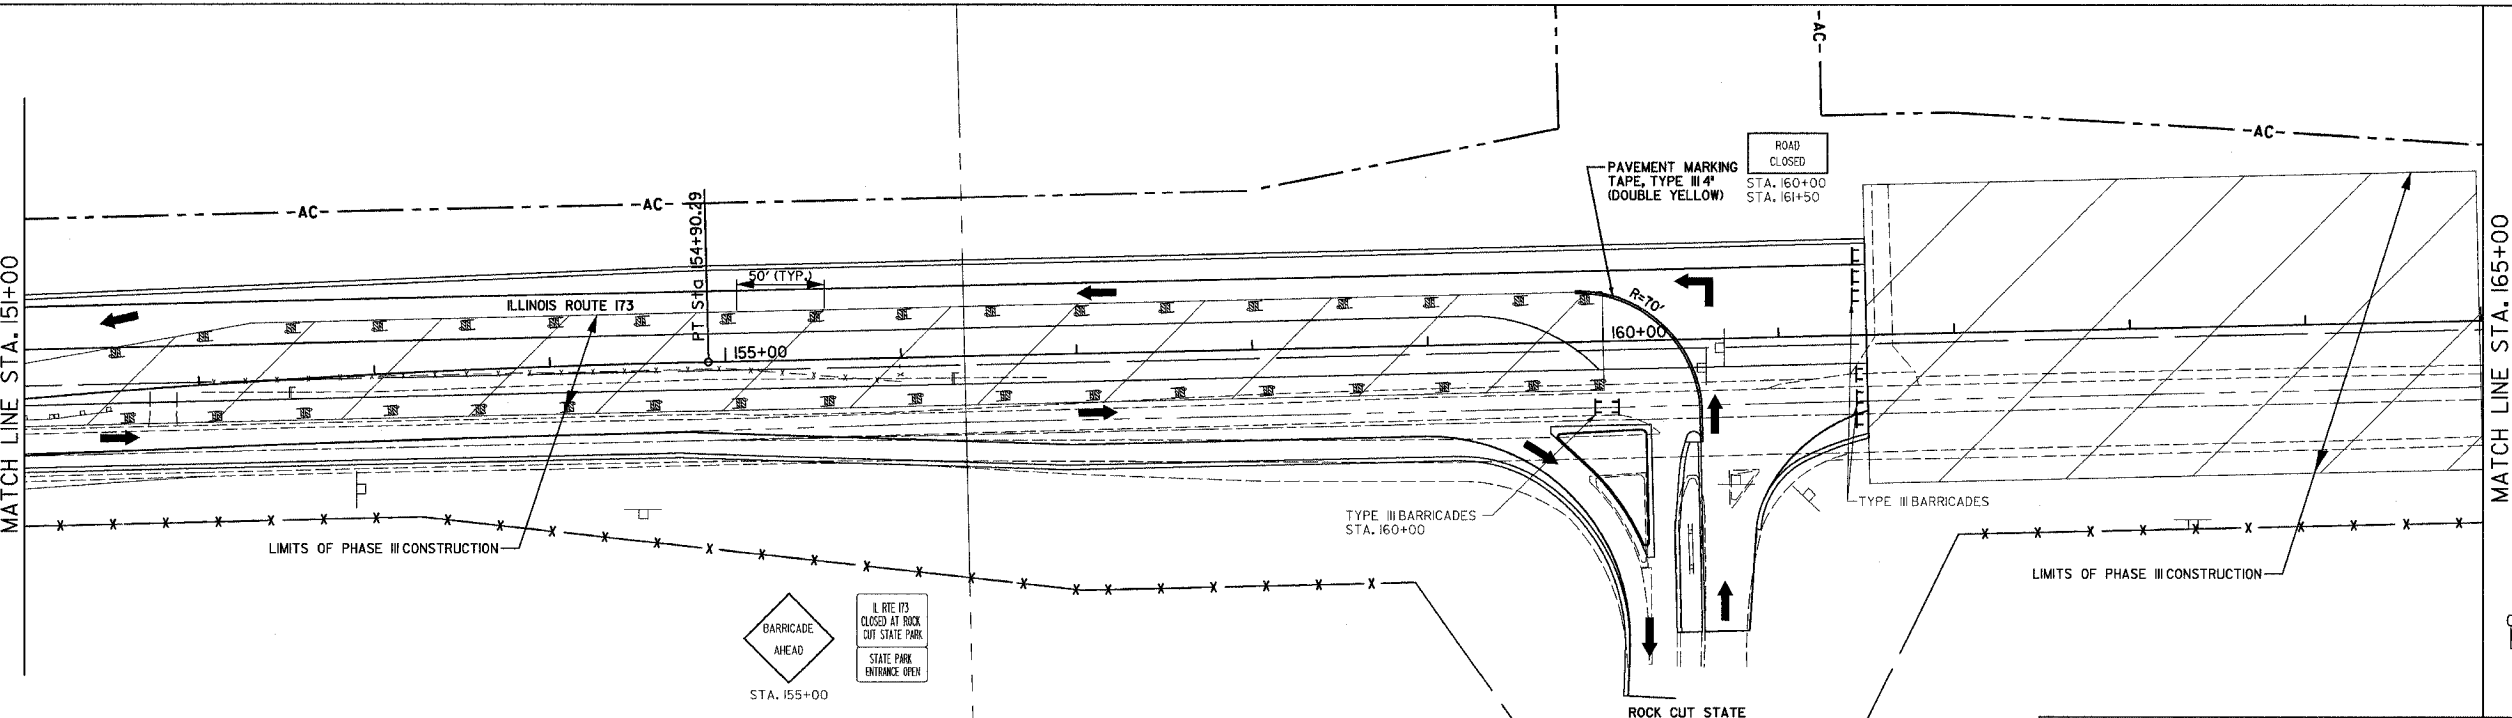 MATCH LINE STA. 151+00
-AC-
-AC-
-AC-
-AC-
PT Sta 154+90.29
50' (TYP.)
ILLINOIS ROUTE 173
155+00
PAVEMENT MARKING
TAPE, TYPE III 4"
(DOUBLE YELLOW)
ROAD
CLOSED
STA. 160+00
STA. 161+50
R=70'
160+00
TYPE III BARRICADES
STA. 160+00
TYPE III BARRICADES
LIMITS OF PHASE III CONSTRUCTION
LIMITS OF PHASE III CONSTRUCTION
BARRICADE
AHEAD
IL RTE 173
CLOSED AT ROCK
CUT STATE PARK
STATE PARK
ENTRANCE OPEN
STA. 155+00
ROCK CUT STATE
MATCH LINE STA. 165+00